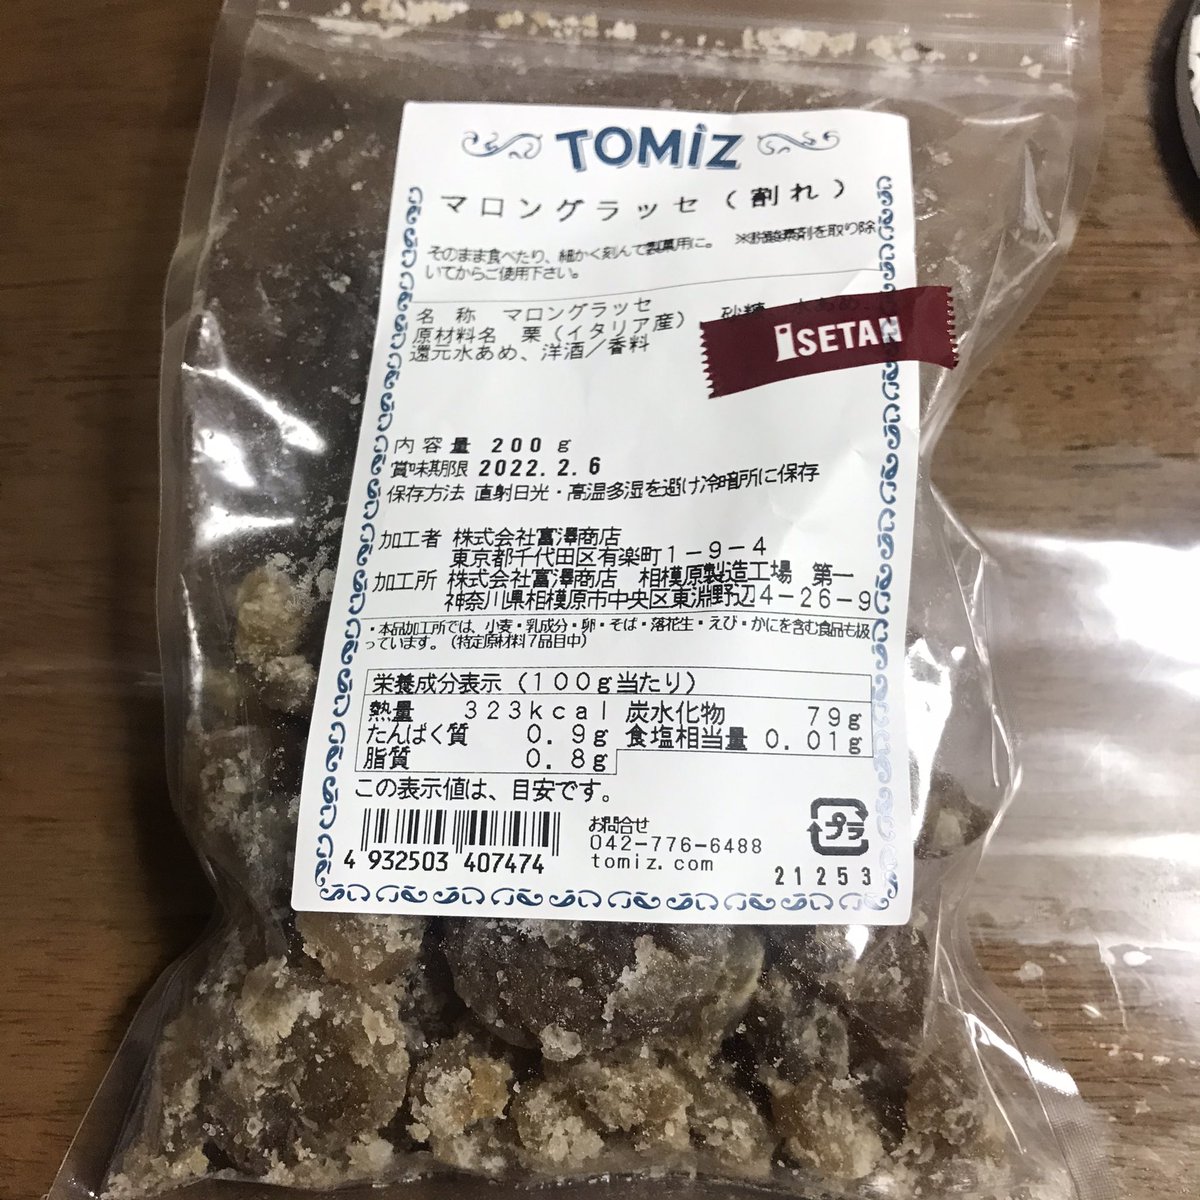 TOMiZ
マロングラッセ(割れ)
そのまま食べたり、細かく刻んで製菓用に。 ※脱酸素剤を取り除
いてからご使用下さい。
名 称 マロングラッセ
原材料名 栗(イタリア産) 砂糖 水あめ
還元水あめ、洋酒/香料
iSETAN
内容量 200g
賞味期限 2022.2.6
保存方法 直射日光・高温多湿を避け冷暗所に保存
加工者 株式会社富澤商店
東京都千代田区有楽町1-9-4
加工所 株式会社富澤商店 相模原製造工場 第一
神奈川県相模原市中央区東淵野辺4-26-9
・本品加工所では、小麦・乳成分・卵・そば・落花生・えび・かにを含む食品も扱
っています。(特定原材料7品目中)
栄養成分表示(100g当たり)
熱量 323kcal 炭水化物 79g
たんぱく質 0.9g 食塩相当量 0.01g
脂質 0.8g
この表示値は、目安です。
お問合せ
042-776-6488
tomiz.com
プラ
4 932503 407474
21253